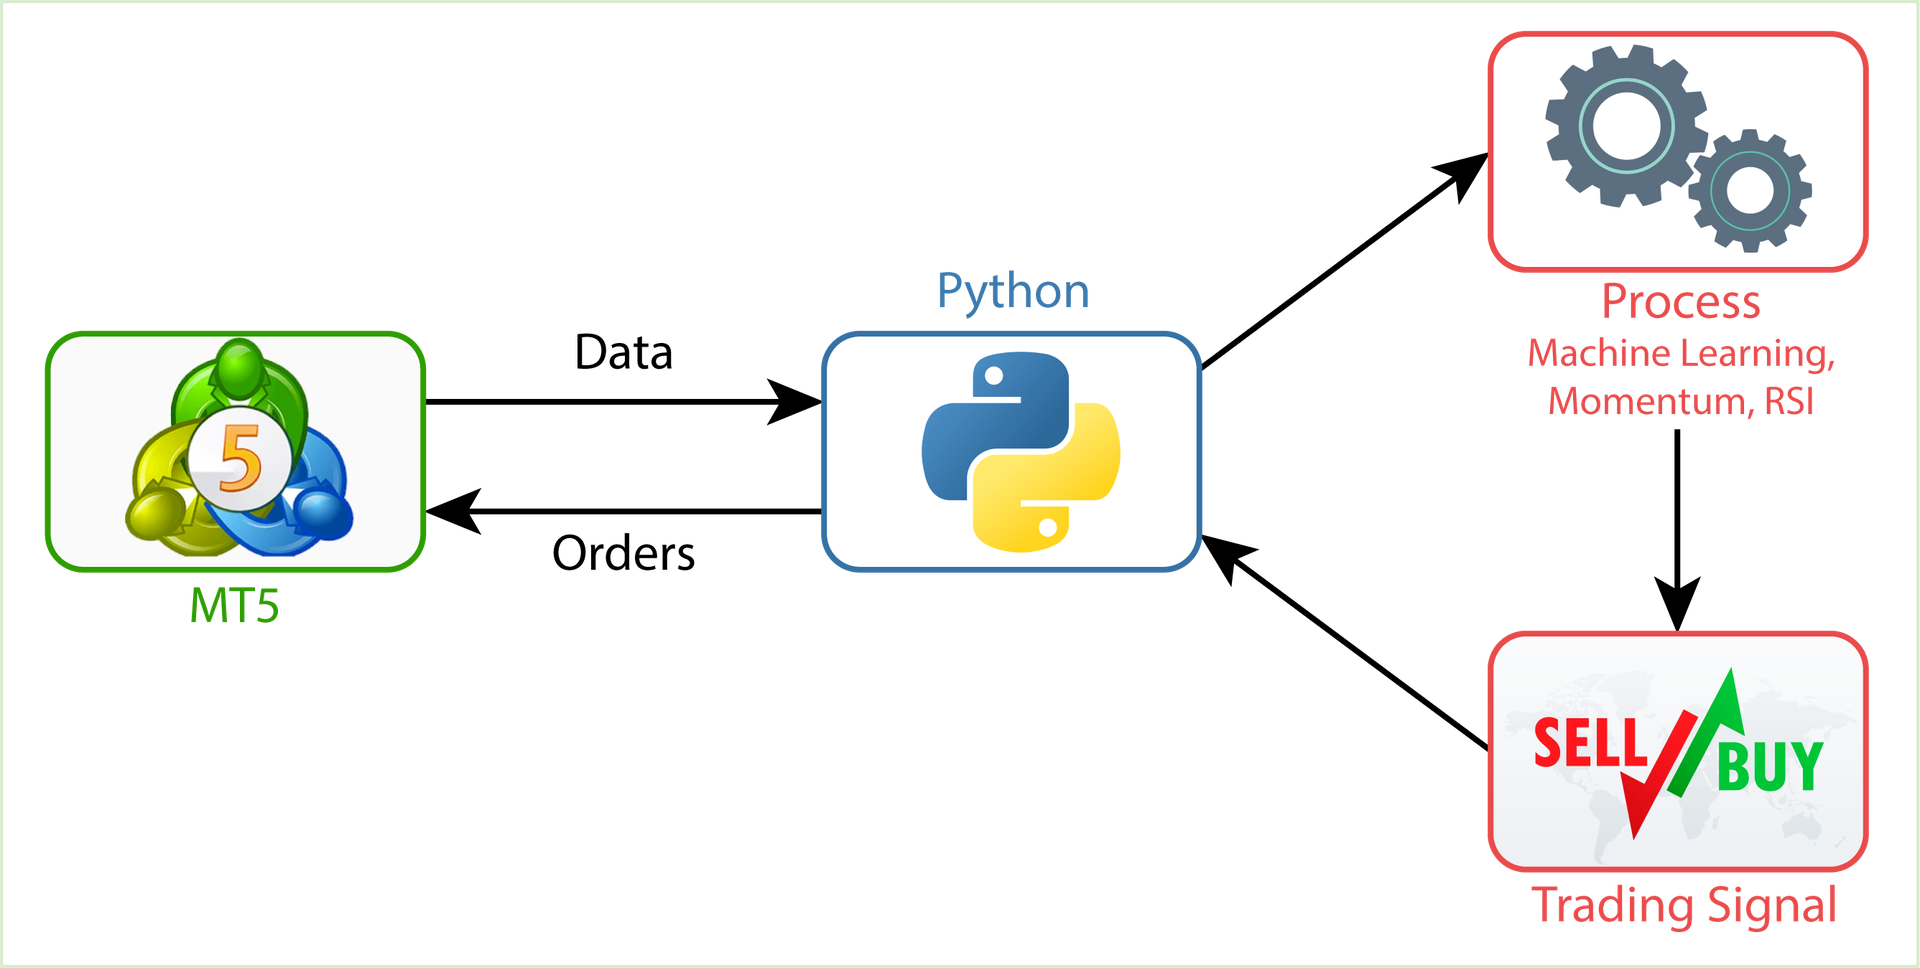 Python
Data
5
Orders
MT5
Process
Machine Learning,
Momentum, RSI
SELL
BUY
Trading Signal